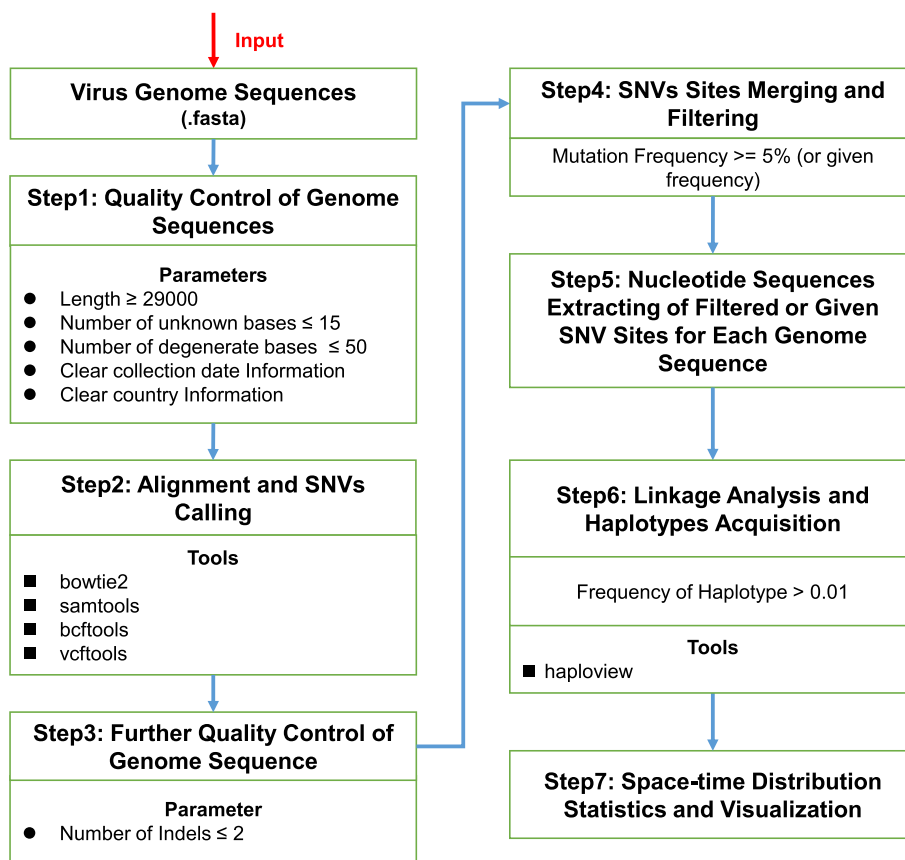 Input
Virus Genome Sequences
(.fasta)
Step1: Quality Control of Genome
Sequences
Parameters
● Length ≥ 29000
● Number of unknown bases ≤ 15
● Number of degenerate bases ≤ 50
● Clear collection date Information
● Clear country Information
Step2: Alignment and SNVs
Calling
Tools
■ bowtie2
■ samtools
■ bcftools
■ vcftools
Step3: Further Quality Control of
Genome Sequence
Parameter
● Number of Indels ≤ 2
Step4: SNVs Sites Merging and
Filtering
Mutation Frequency >= 5% (or given
frequency)
Step5: Nucleotide Sequences
Extracting of Filtered or Given
SNV Sites for Each Genome
Sequence
Step6: Linkage Analysis and
Haplotypes Acquisition
Frequency of Haplotype > 0.01
Tools
■ haploview
Step7: Space-time Distribution
Statistics and Visualization